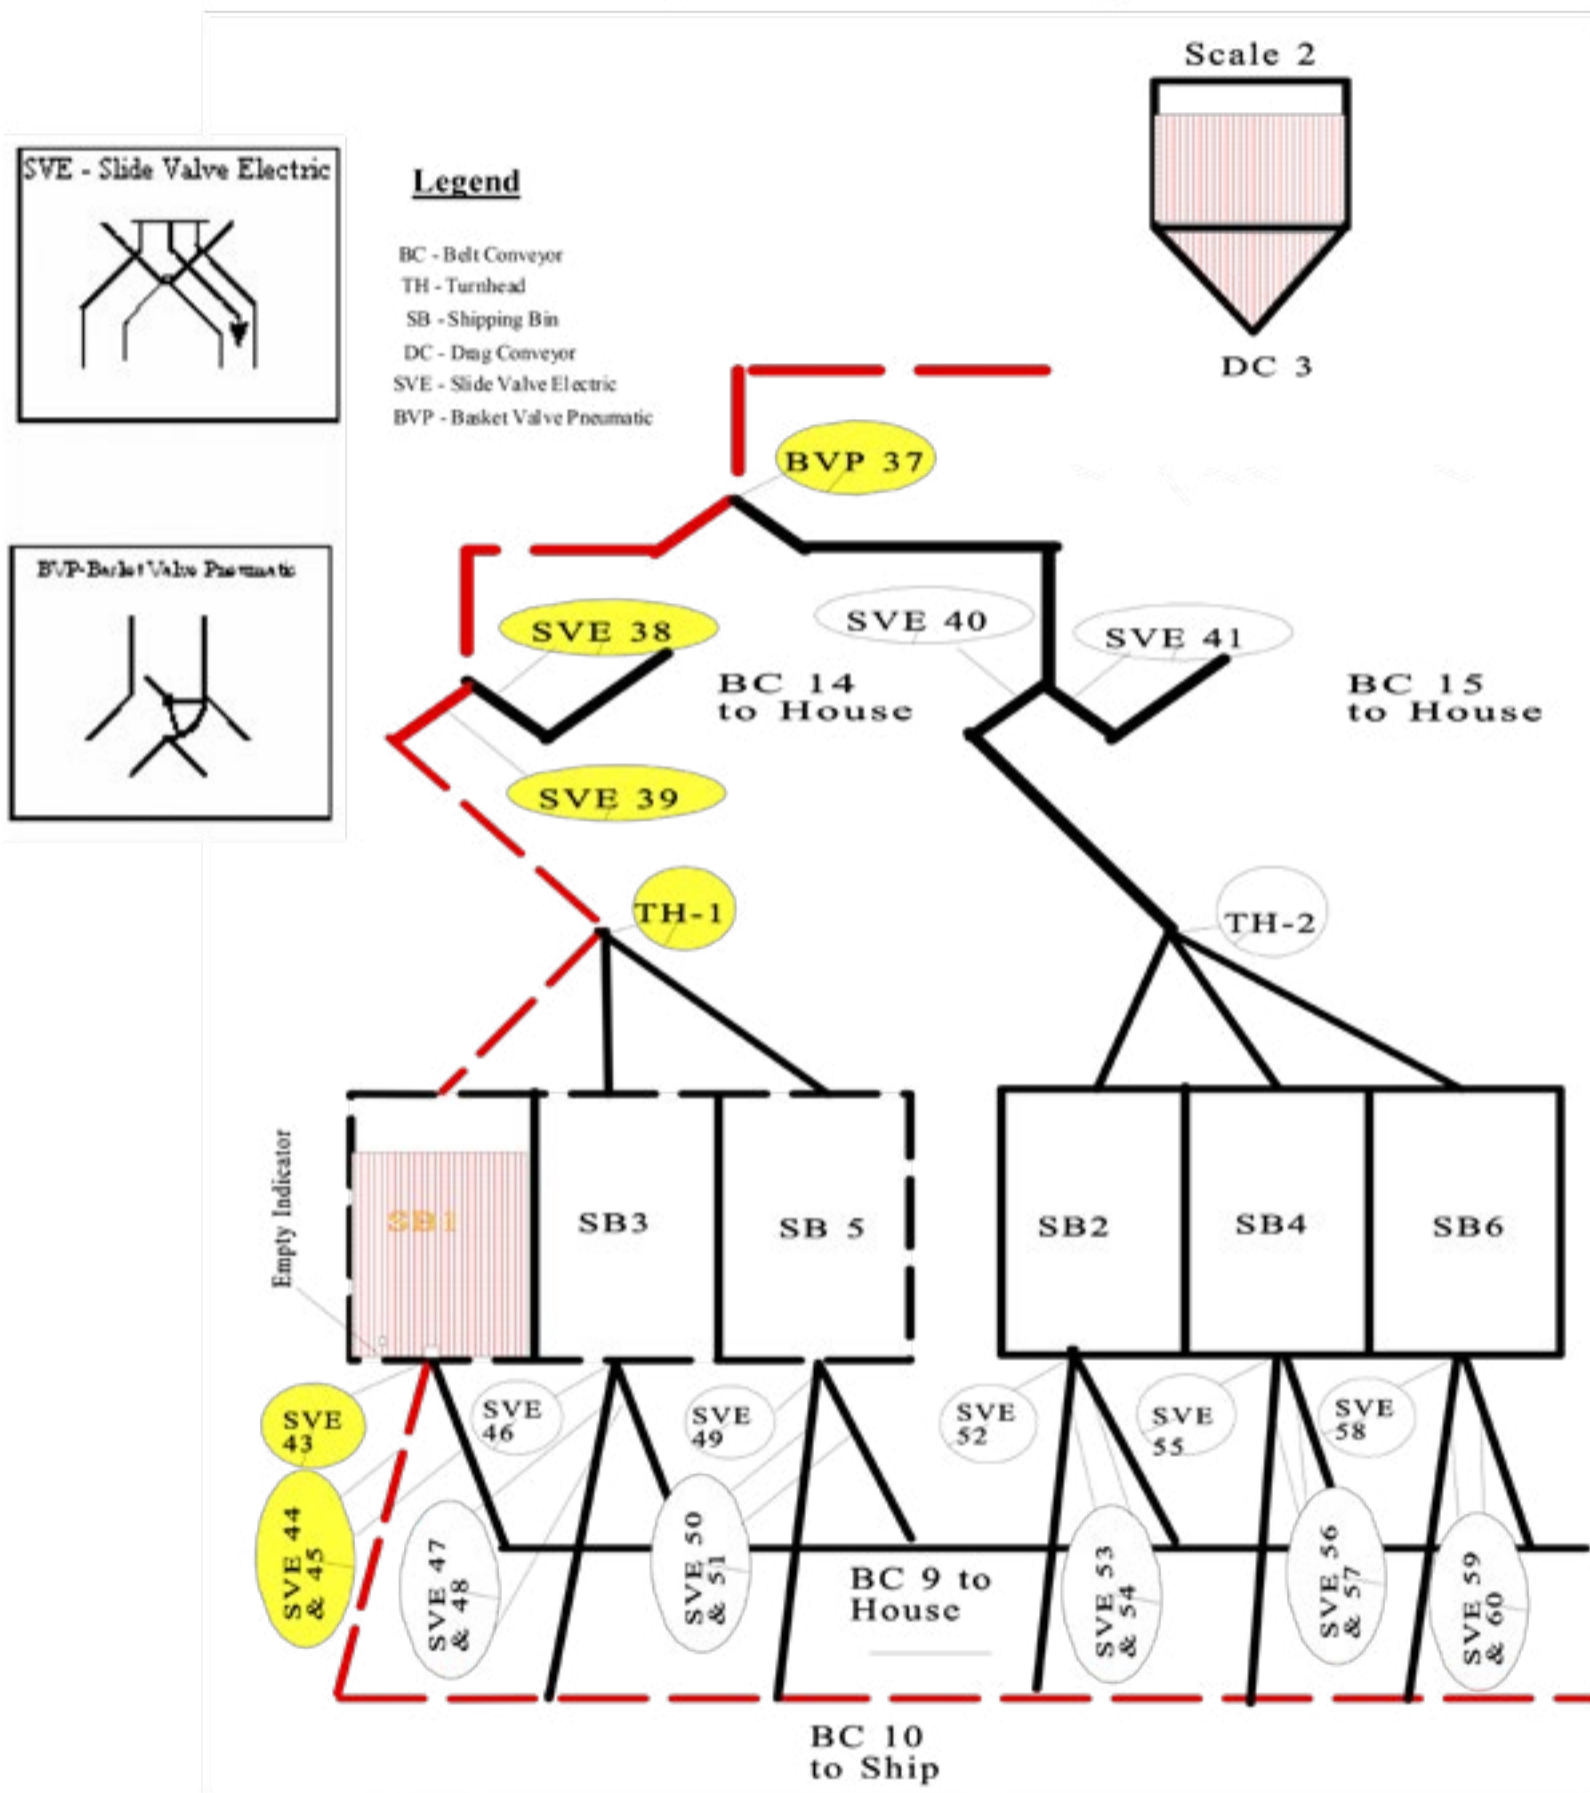 Scale 2
SVE - Slide Valve Electric
Legend
BC - Belt Conveyor
TH - Turnhead
SB - Shipping Bin
DC - Drag Conveyor
SVE - Slide Valve Electric
BVP - Basket Valve Pneumatic
DC 3
BVP 37
BVP-Basket Valve Pneumatic
SVE 38
SVE 40
SVE 41
BC 14
to House
BC 15
to House
SVE 39
TH-1
TH-2
Empty Indicator
SB1
SB3
SB 5
SB2
SB4
SB6
SVE
43
SVE
46
SVE
49
SVE
52
SVE
55
SVE
58
SVE 44
& 45
SVE 47
& 48
SVE 50
& 51
SVE 53
& 54
SVE 56
& 57
SVE 59
& 60
BC 9 to
House
BC 10
to Ship